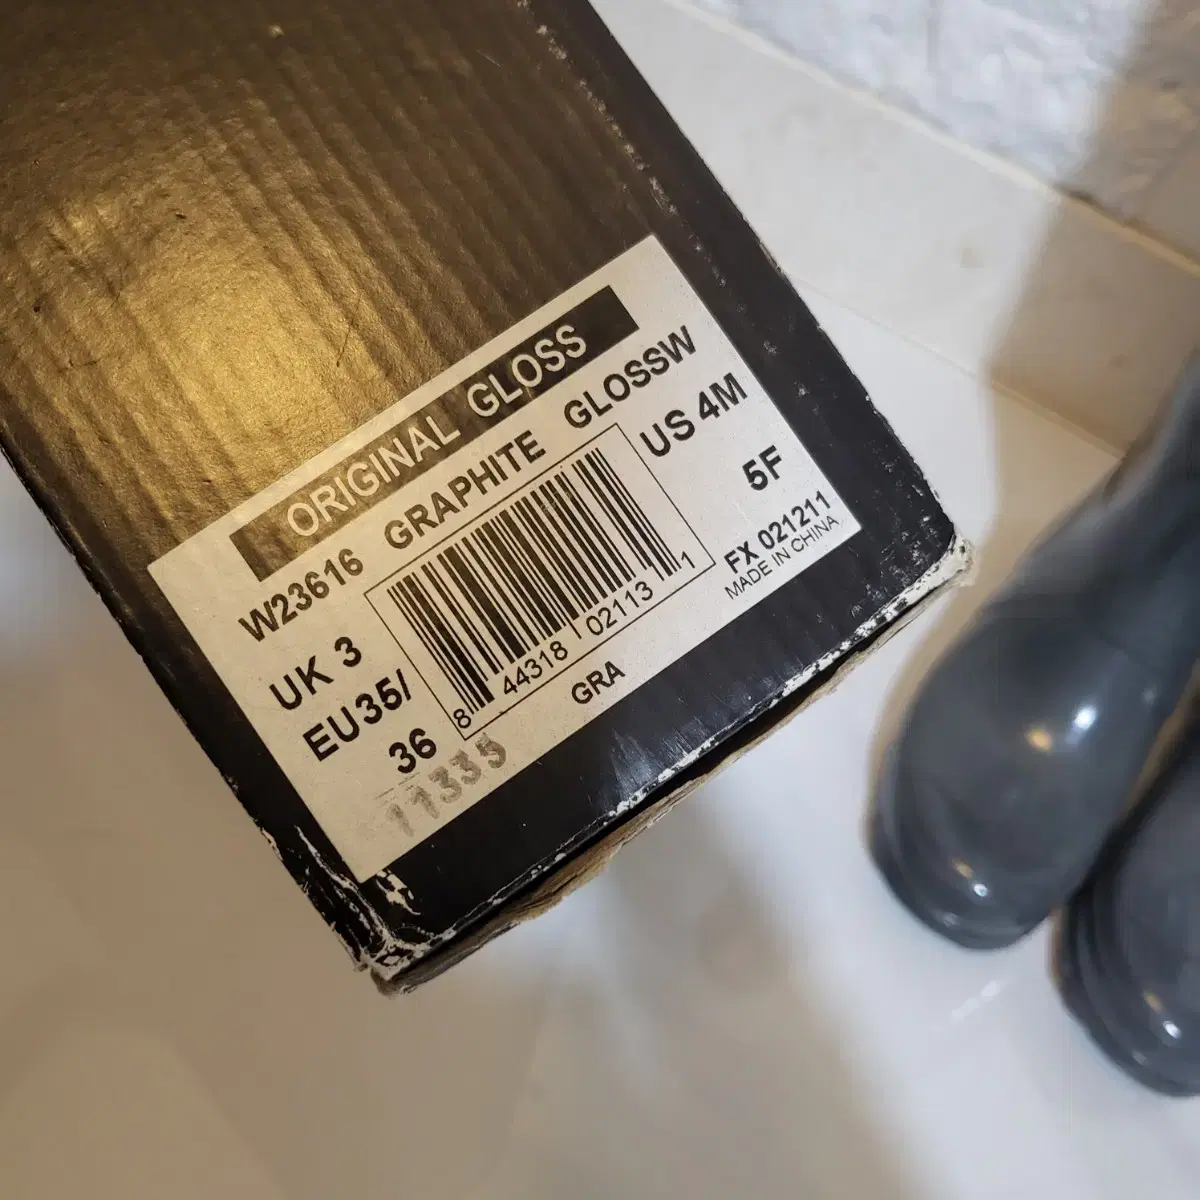 ORIGINAL GLOSS
W23616 GRAPHITE GLOSSW
UK 3
EU35/
36
US 4M
5F
8 44318 02113 1
GRA
FX 021211
MADE IN CHINA
11335